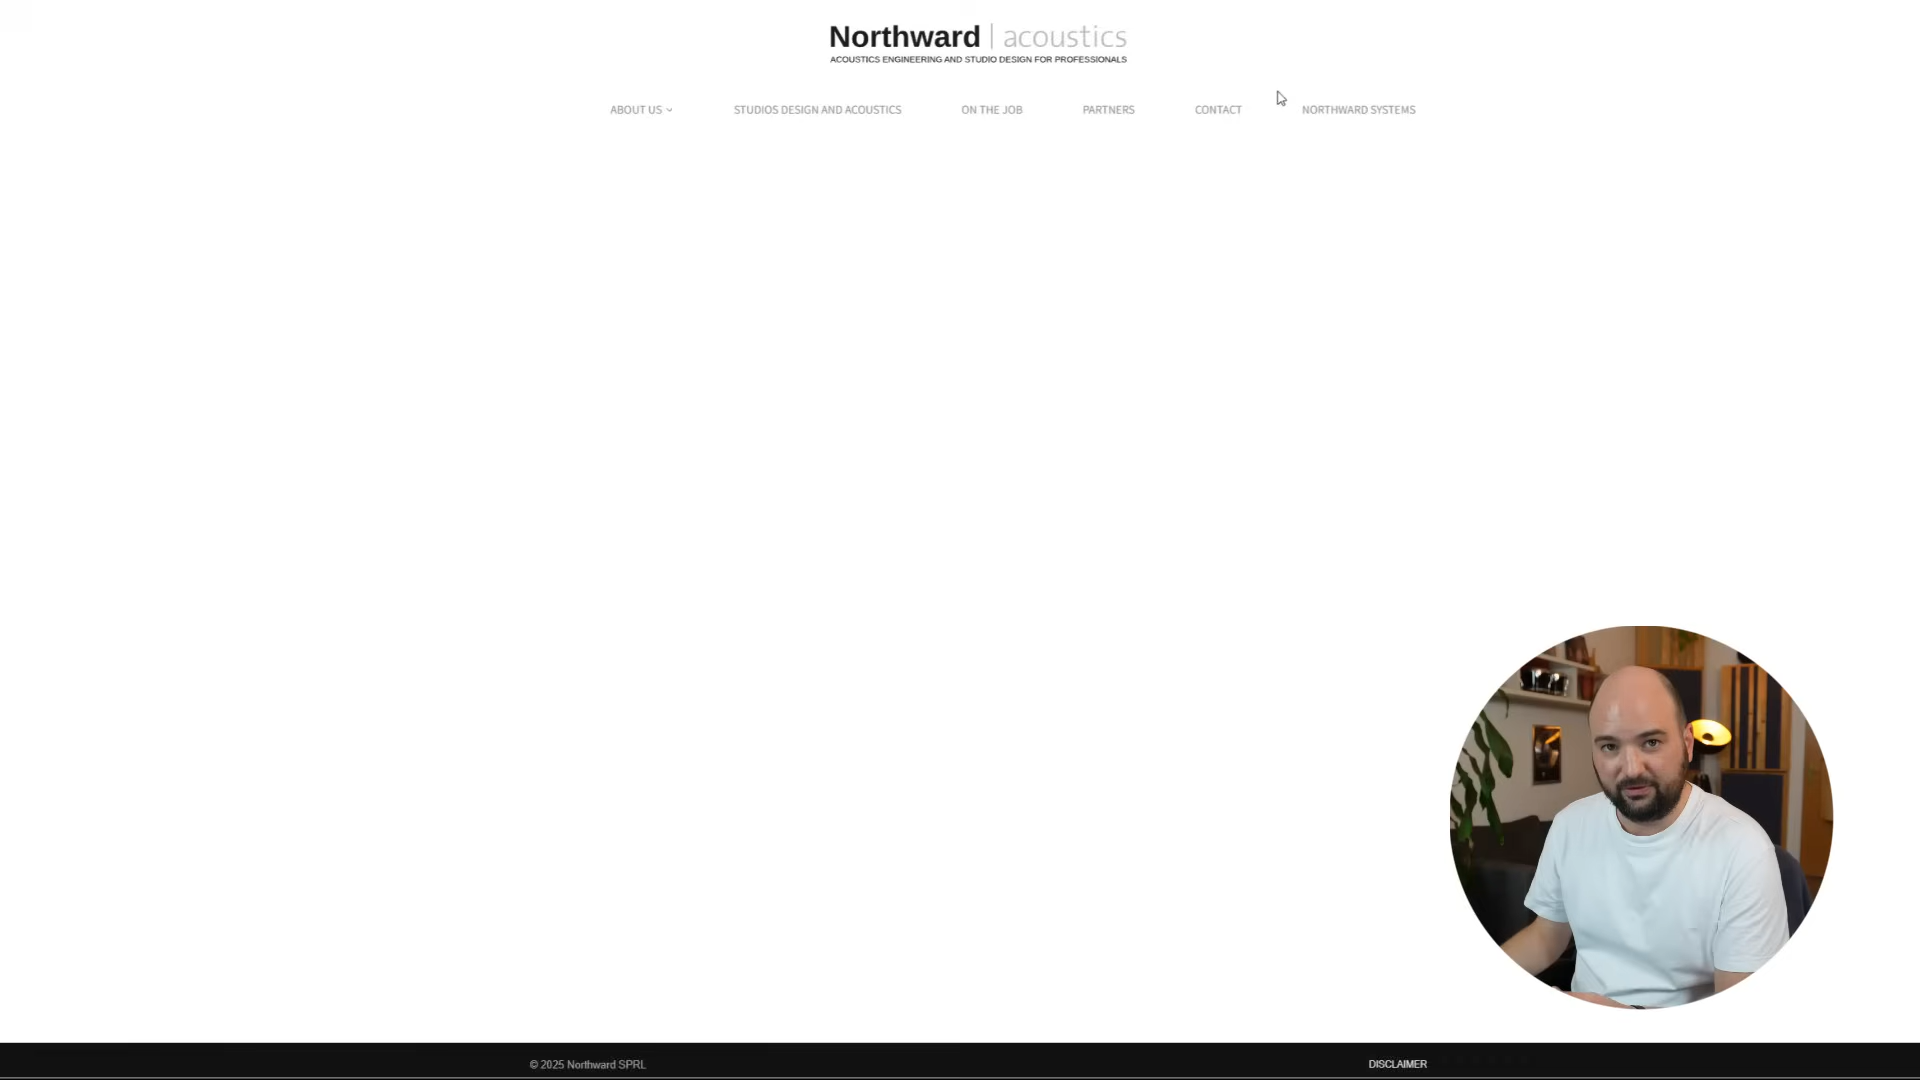 Northward | acoustics
ACOUSTICS ENGINEERING AND STUDIO DESIGN FOR PROFESSIONALS
ABOUT US STUDIOS DESIGN AND ACOUSTICS ON THE JOB PARTNERS CONTACT NORTHWARD SYSTEMS
© 2025 Northward SPRL DISCLAIMER